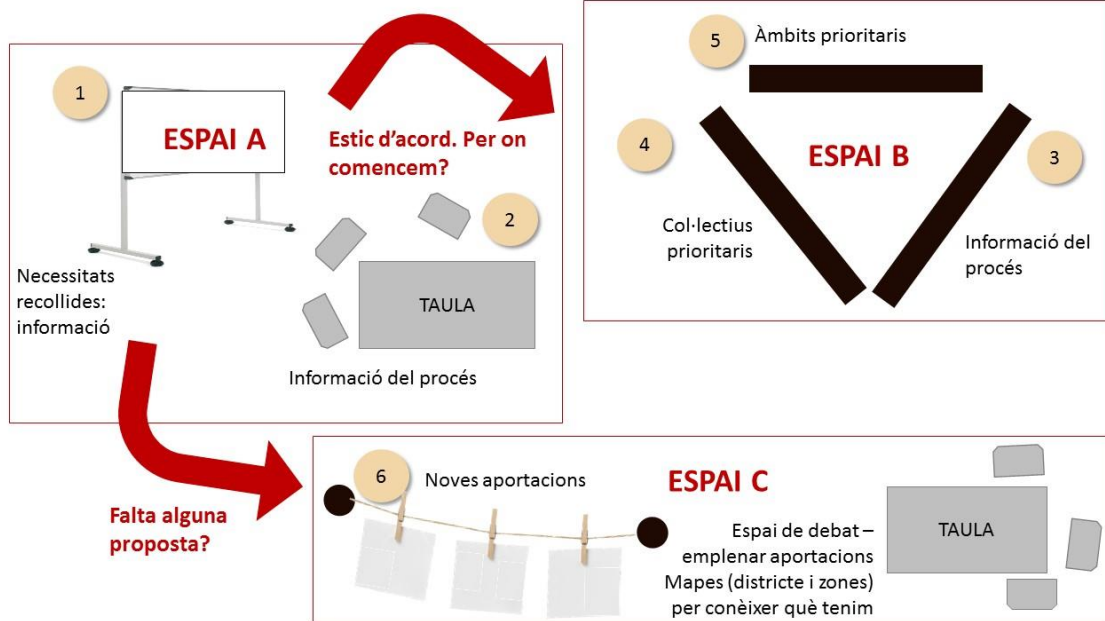 1
ESPAI A
Necessitats
recollides:
informació
Estic d’acord. Per on
comencem?
2
TAULA
Informació del procés
5
Àmbits prioritaris
4
ESPAI B
3
Col·lectius
prioritaris
Informació del
procés
Falta alguna
proposta?
6
Noves aportacions
ESPAI C
Espai de debat –
emplenar aportacions
Mapes (districte i zones)
per conèixer què tenim
TAULA